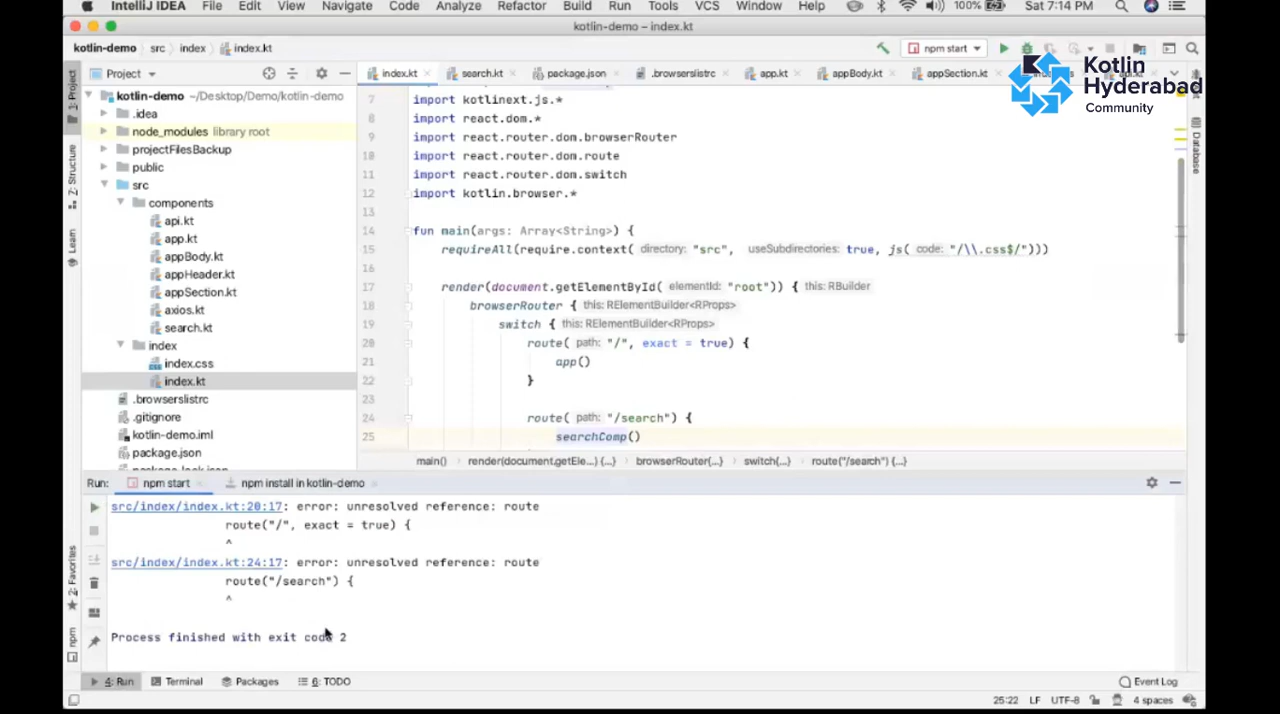 IntelliJ IDEA File Edit View Navigate Code Analyze Refactor Build Run Tools VCS Window Help 100% Sat 7:14 PM
kotlin-demo – index.kt
kotlin-demo src index index.kt npm start
Project index.kt search.kt package.json .browserslistrc app.kt appBody.kt appSection.kt
Kotlin
Hyderabad
Community
1: Project
Z: Structure
Learn
2: Favorites
npm
Database
kotlin-demo ~/Desktop/Demo/kotlin-demo
.idea
node_modules library root
projectFilesBackup
public
src
components
api.kt
app.kt
appBody.kt
appHeader.kt
appSection.kt
axios.kt
search.kt
index
index.css
index.kt
.browserslistrc
.gitignore
kotlin-demo.iml
package.json
7 import kotlinext.js.*
8 import react.dom.*
9 import react.router.dom.browserRouter
10 import react.router.dom.route
11 import react.router.dom.switch
12 import kotlin.browser.*
13
14 fun main(args: Array<String>) {
15 requireAll(require.context( directory: "src", useSubdirectories: true, js( code: "/\\.css$/")))
16
17 render(document.getElementById( elementId: "root")) { this: RBuilder
18 browserRouter { this: RElementBuilder<RProps>
19 switch { this: RElementBuilder<RProps>
20 route( path: "/", exact = true) {
21 app()
22 }
23
24 route( path: "/search") {
25 searchComp()
main() render(document.getEle...) {...} browserRouter{...} switch{...} route("/search") {...}
Run: npm start npm install in kotlin-demo
src/index/index.kt:20:17: error: unresolved reference: route
route("/", exact = true) {
^
src/index/index.kt:24:17: error: unresolved reference: route
route("/search") {
^
Process finished with exit code 2
4: Run Terminal Packages 6: TODO Event Log
25:22 LF UTF-8 4 spaces